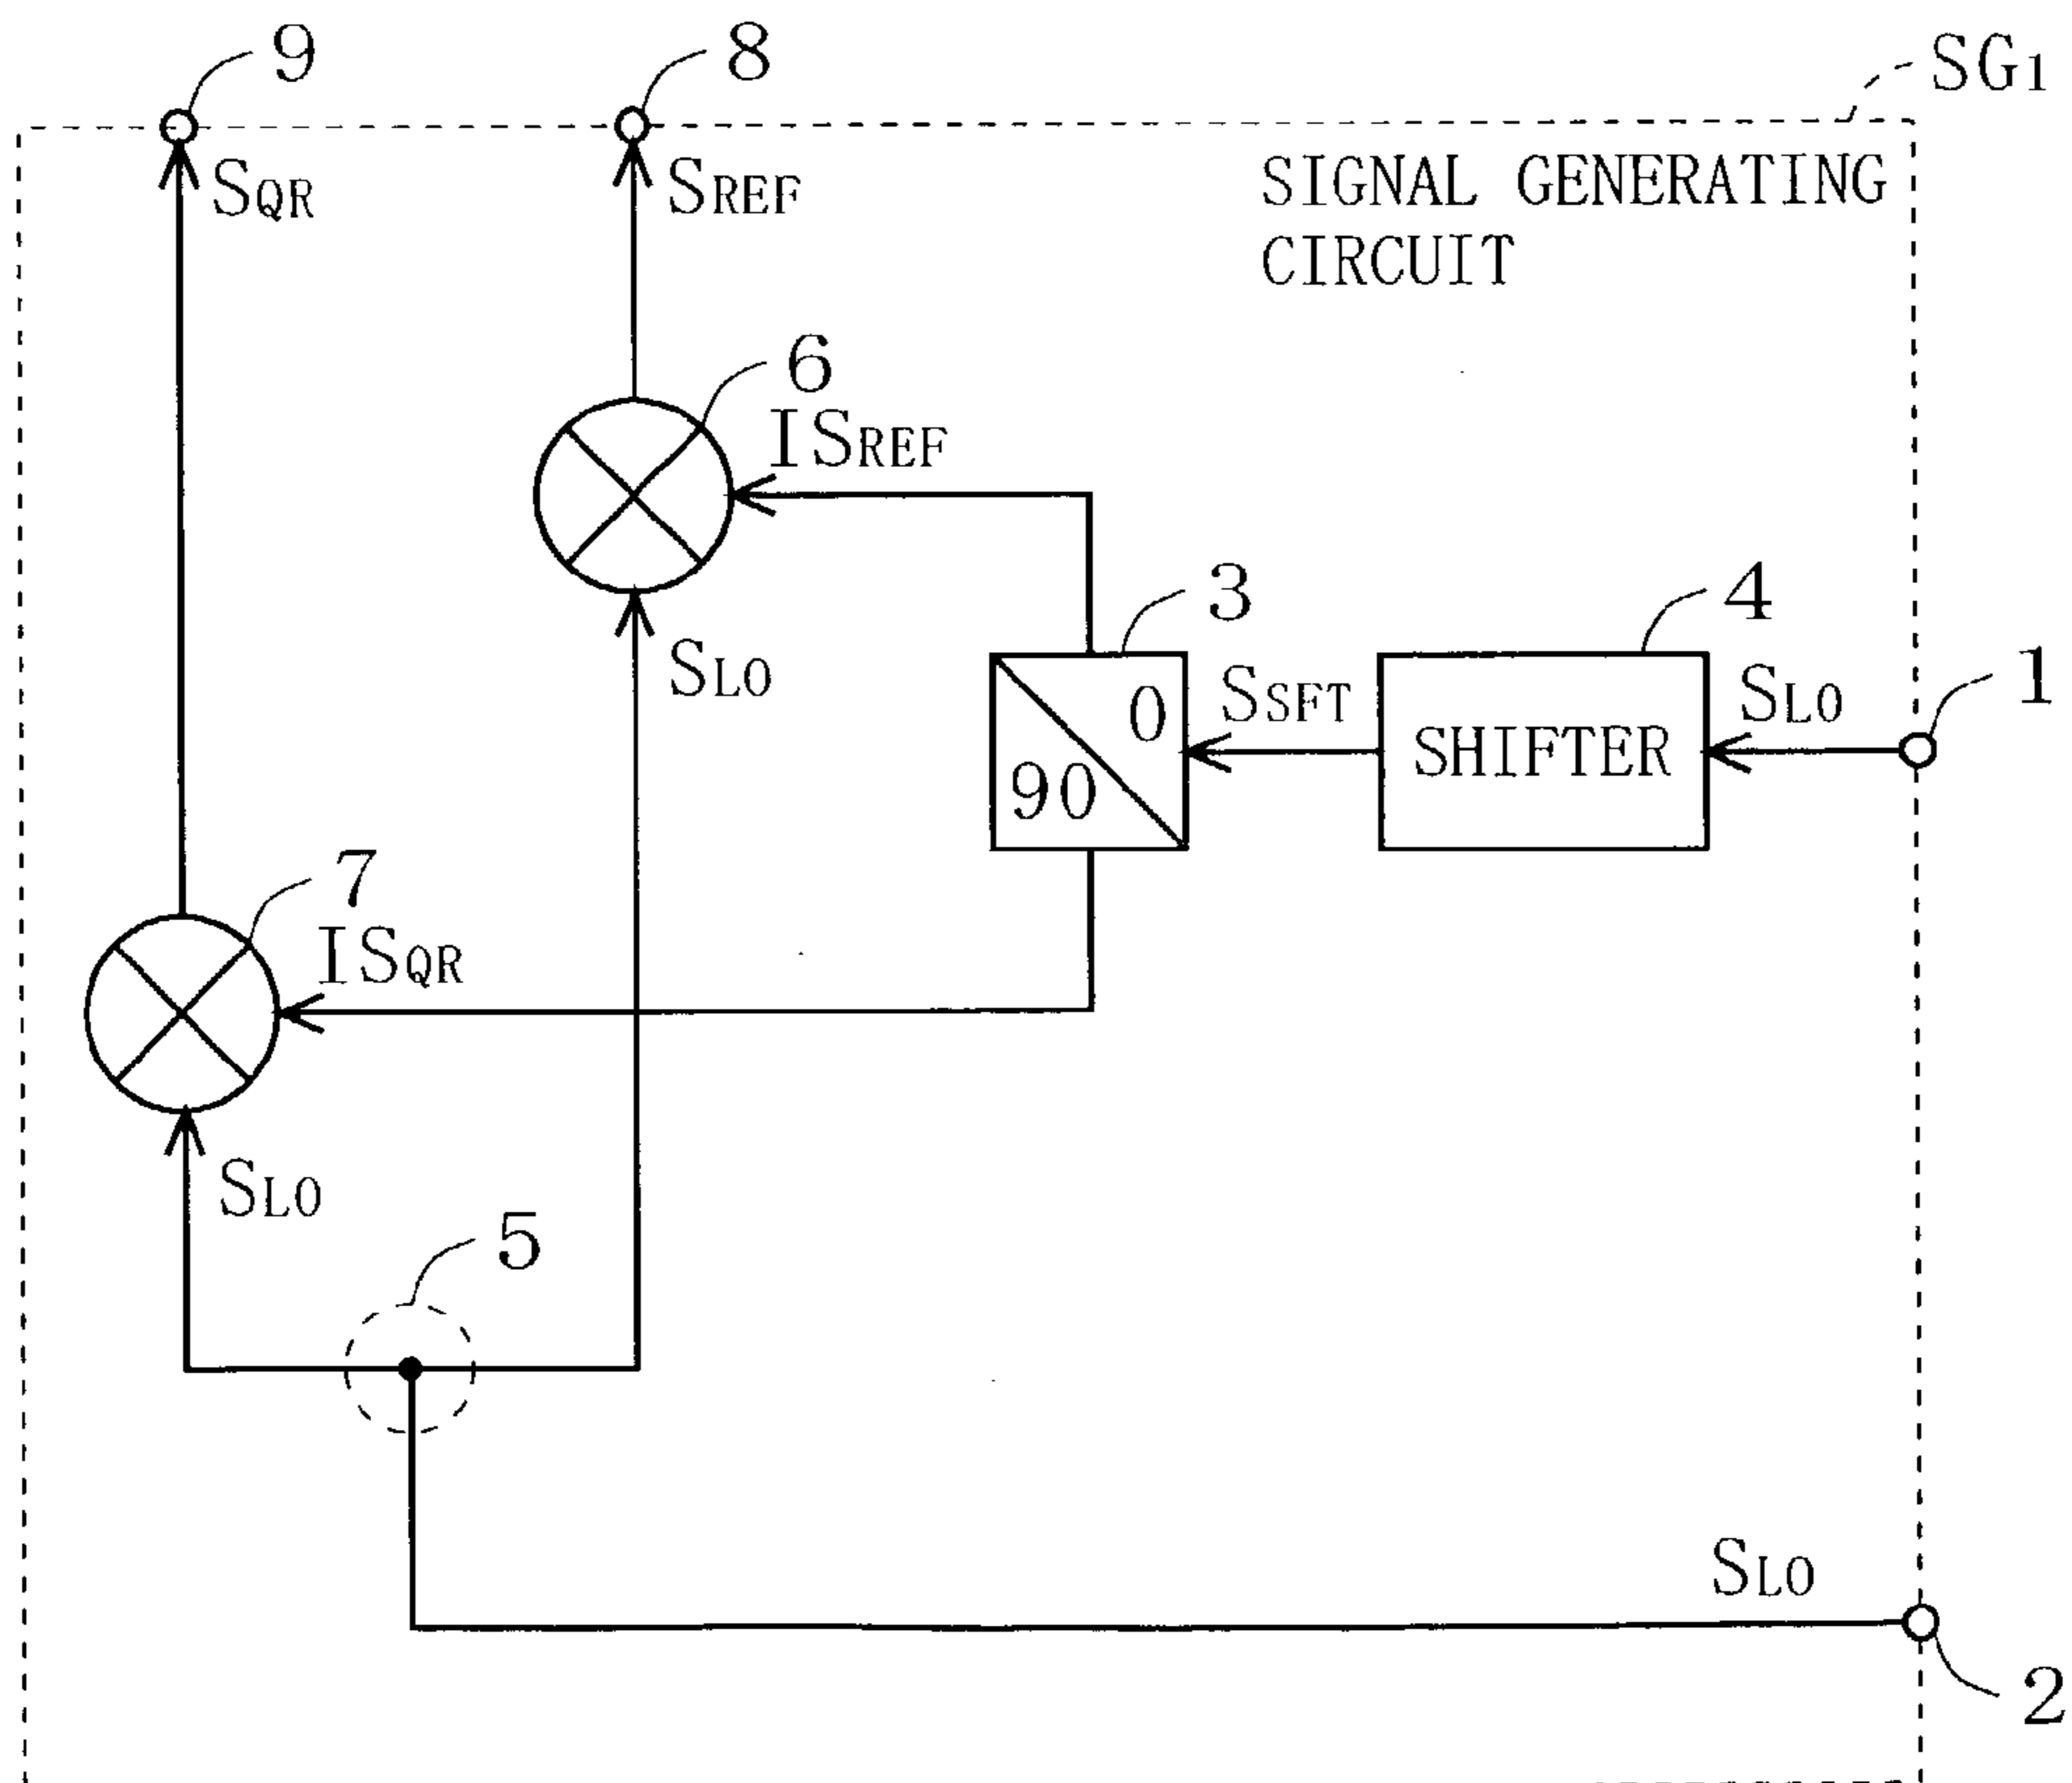 9
8
SG1
SQR
SREF
SIGNAL GENERATING
CIRCUIT
6
ISREF
3
4
1
SLO
0
90
SSFT
SHIFTER
SLO
7
ISQR
SLO
5
SLO
2